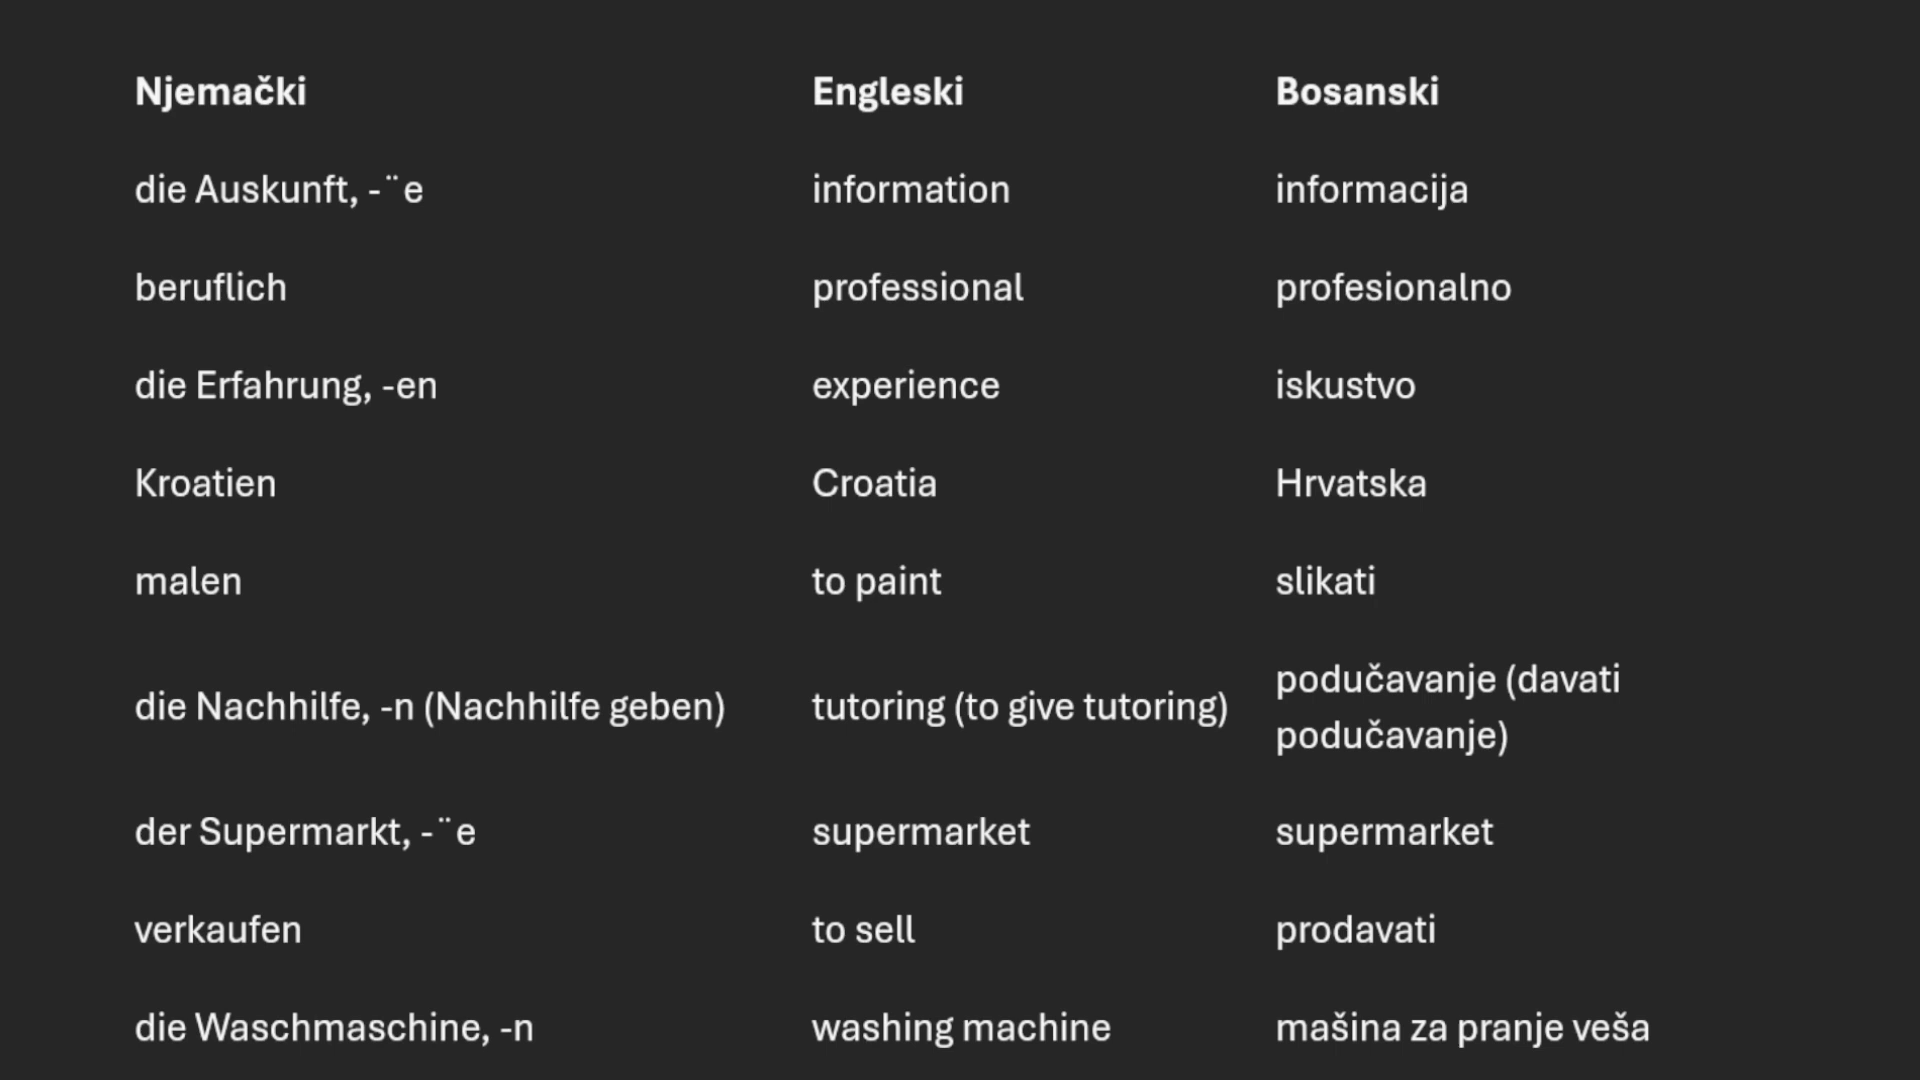 Njemački Engleski Bosanski
die Auskunft, -¨e information informacija
beruflich professional profesionalno
die Erfahrung, -en experience iskustvo
Kroatien Croatia Hrvatska
malen to paint slikati
die Nachhilfe, -n (Nachhilfe geben) tutoring (to give tutoring) podučavanje (davati
podučavanje)
der Supermarkt, -¨e supermarket supermarket
verkaufen to sell prodavati
die Waschmaschine, -n washing machine mašina za pranje veša